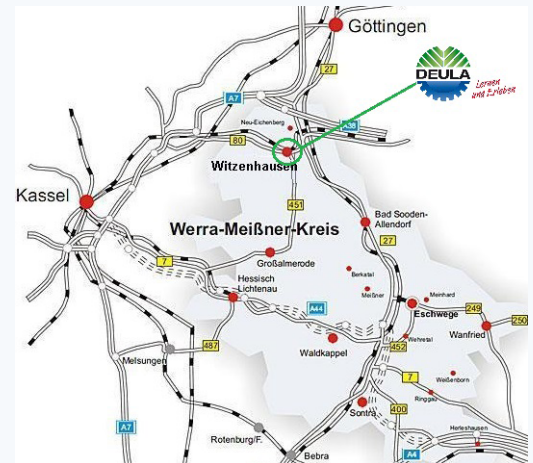 Göttingen
DEULA
Lernen
und Erleben
27
A7
Neu-Eichenberg
A38
80
Witzenhausen
Kassel
451
Bad Sooden-
Allendorf
Werra-Meißner-Kreis
27
7
Großalmerode
Berkatal
Hessisch
Lichtenau
Meißner
Meinhard
Eschwege
249
250
A44
Wanfried
Wehretal
487
452
Waldkappel
Melsungen
7
Weißenborn
Ringgau
400
Sontra
A7
Herleshausen
Rotenburg/F.
Bebra
A4